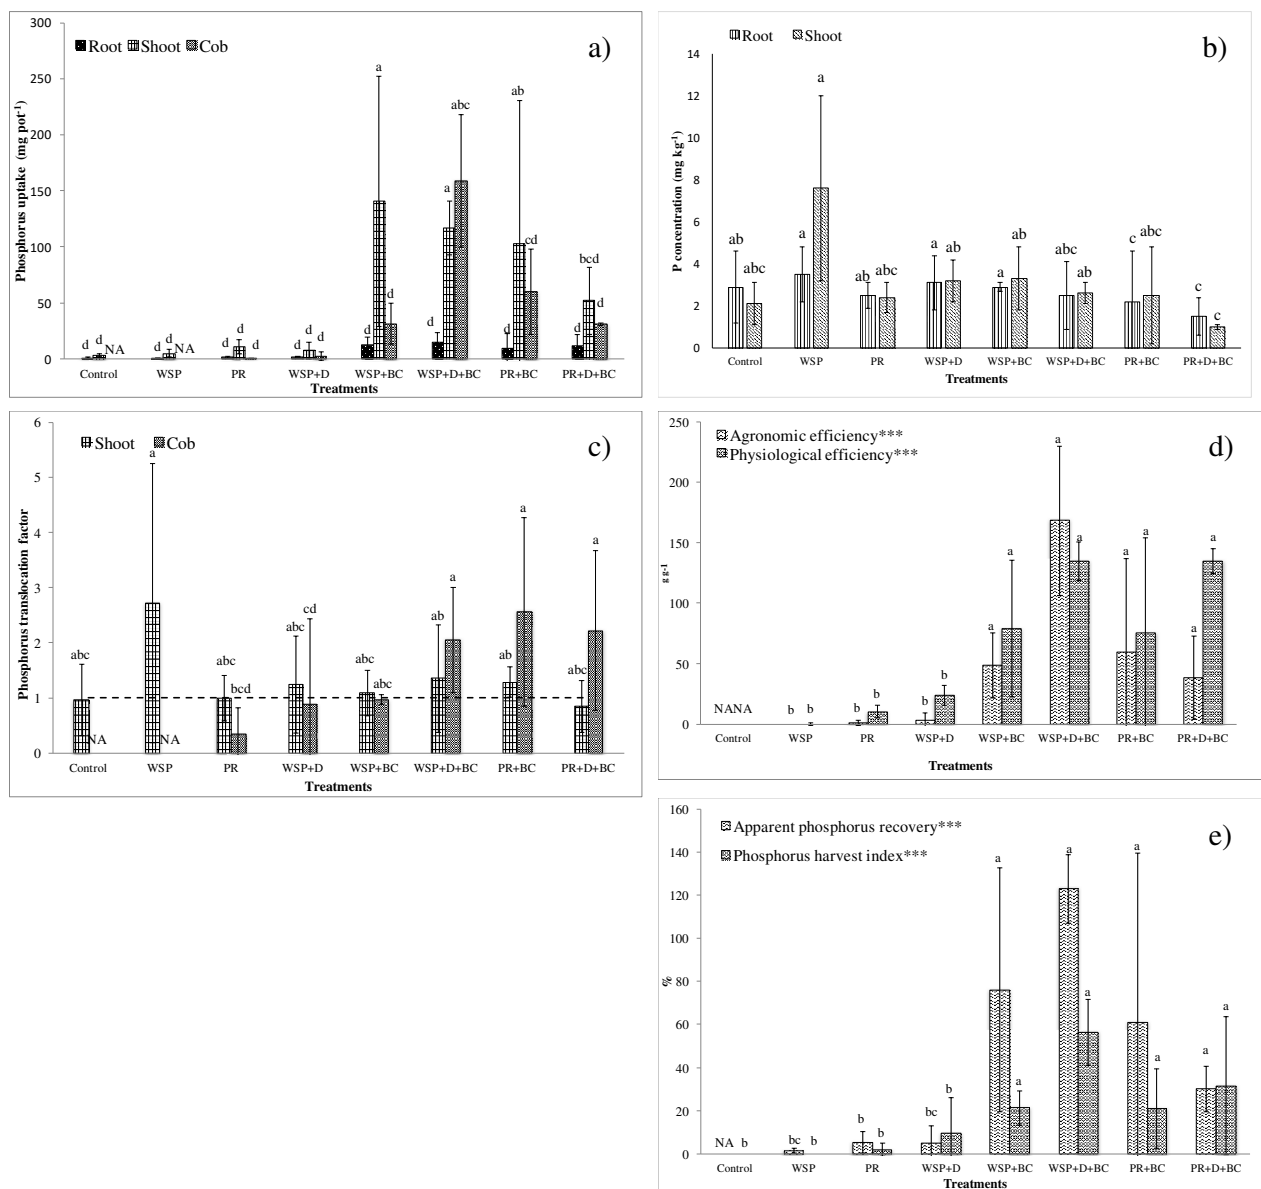 a)
Root Shoot Cob
Phosphorus uptake (mg pot-1)
300
250
200
150
100
50
0
d d NA
d d NA
d d d
d d d
d a d
d a abc
d ab cd
d bcd d
Control WSP PR WSP+D WSP+BC WSP+D+BC PR+BC PR+D+BC
Treatments
b)
Root Shoot
P concentration (mg kg-1)
14
12
10
8
6
4
2
0
ab abc
a a
ab abc
a ab
a ab
abc ab
c abc
c c
Control WSP PR WSP+D WSP+BC WSP+D+BC PR+BC PR+D+BC
Treatments
c)
Shoot Cob
Phosphorus translocation factor
6
5
4
3
2
1
0
abc NA
a NA
abc bcd
abc cd
abc abc
ab a
ab a
abc a
Control WSP PR WSP+D WSP+BC WSP+D+BC PR+BC PR+D+BC
Treatments
d)
Agronomic efficiency***
Physiological efficiency***
g g-1
250
200
150
100
50
0
NANA
b b
b b
b b
a a
a a
a a
a a
Control WSP PR WSP+D WSP+BC WSP+D+BC PR+BC PR+D+BC
Treatments
e)
Apparent phosphorus recovery***
Phosphorus harvest index***
%
160
140
120
100
80
60
40
20
0
NA b
bc b
b b
bc b
a a
a a
a a
a a
Control WSP PR WSP+D WSP+BC WSP+D+BC PR+BC PR+D+BC
Treatments